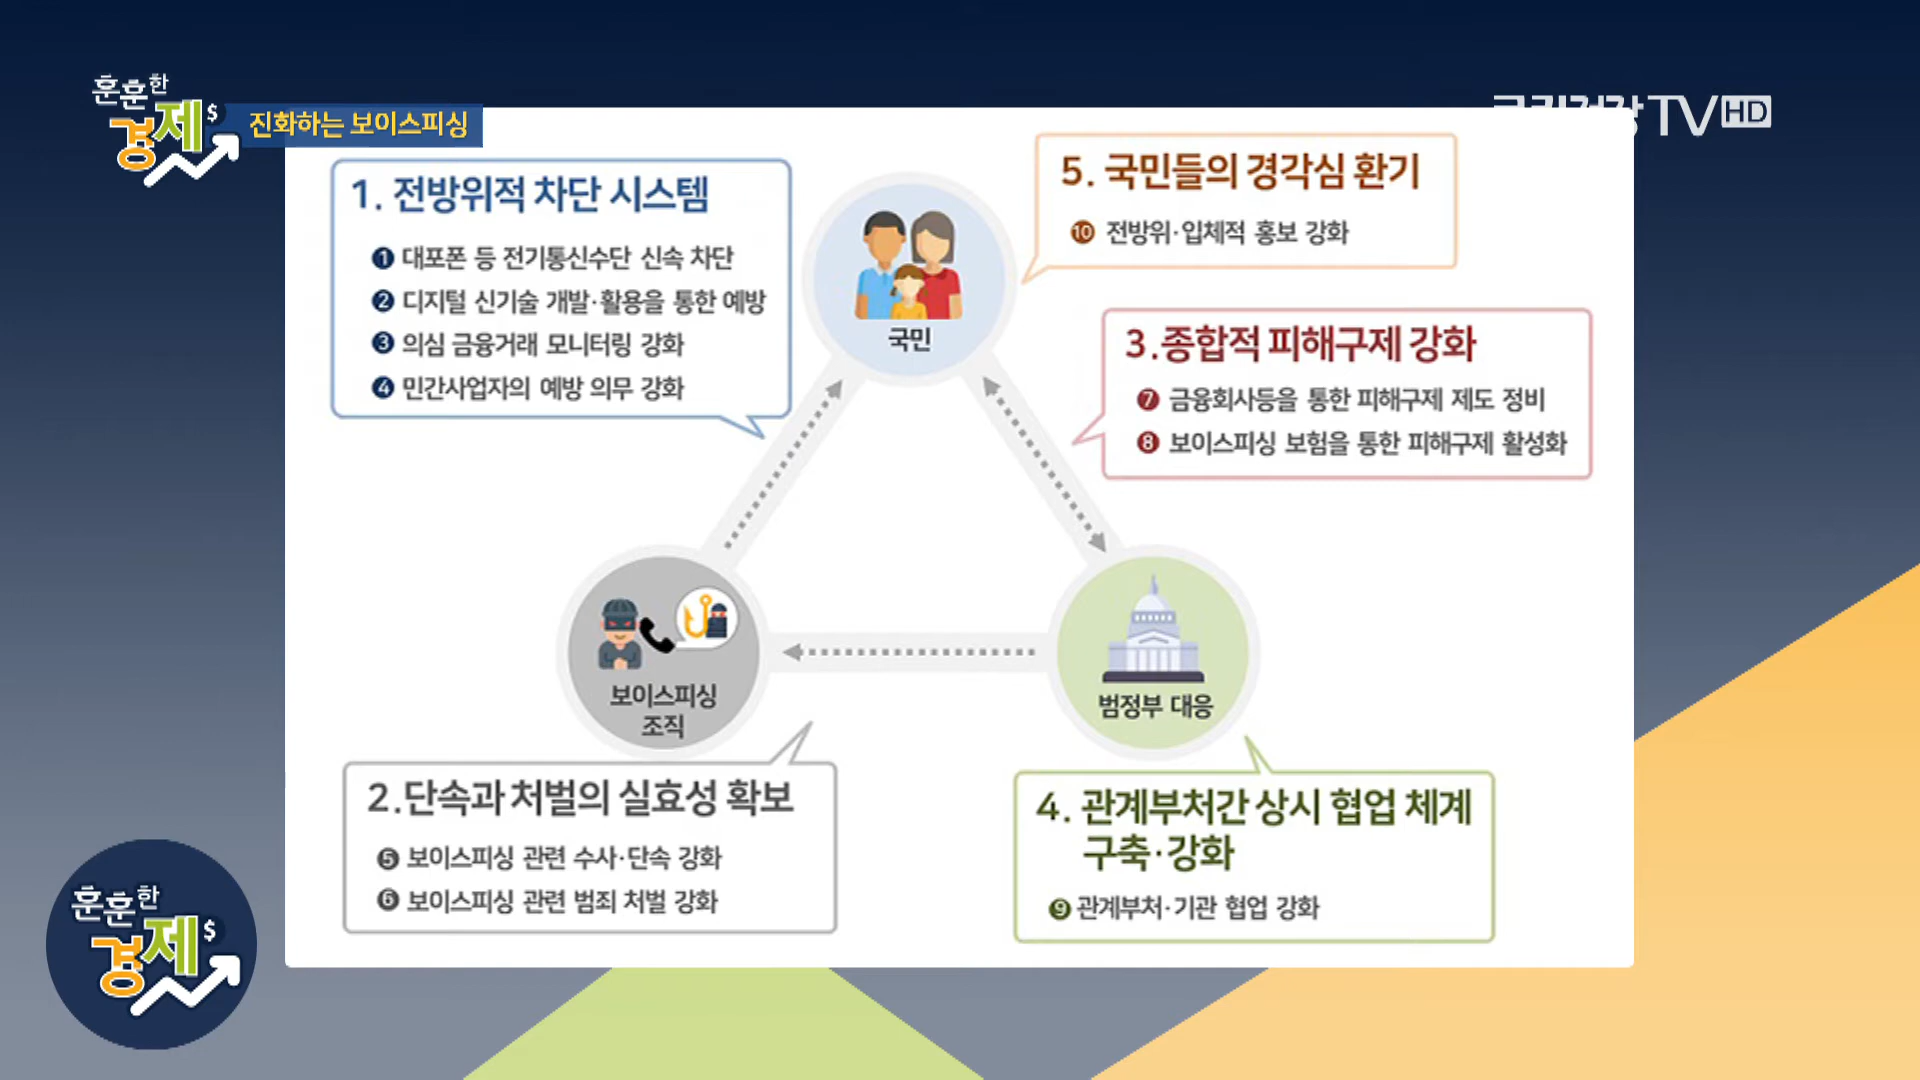 훈훈한
경제$
진화하는 보이스피싱
TV HD
1. 전방위적 차단 시스템
❶ 대포폰 등 전기통신수단 신속 차단
❷ 디지털 신기술 개발·활용을 통한 예방
❸ 의심 금융거래 모니터링 강화
❹ 민간사업자의 예방 의무 강화
국민
5. 국민들의 경각심 환기
❿ 전방위·입체적 홍보 강화
3.종합적 피해구제 강화
❼ 금융회사등을 통한 피해구제 제도 정비
❽ 보이스피싱 보험을 통한 피해구제 활성화
보이스피싱
조직
범정부 대응
2.단속과 처벌의 실효성 확보
❺ 보이스피싱 관련 수사·단속 강화
❻ 보이스피싱 관련 범죄 처벌 강화
4. 관계부처간 상시 협업 체계
구축·강화
❾ 관계부처·기관 협업 강화
훈훈한
경제$